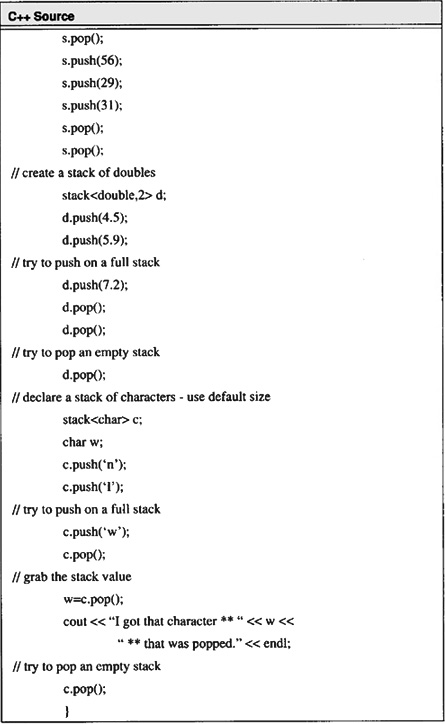 C++ Source
s.pop();
s.push(56);
s.push(29);
s.push(31);
s.pop();
s.pop();
// create a stack of doubles
stack<double,2> d;
d.push(4.5);
d.push(5.9);
// try to push on a full stack
d.push(7.2);
d.pop();
d.pop();
// try to pop an empty stack
d.pop();
// declare a stack of characters - use default size
stack<char> c;
char w;
c.push(‘n’);
c.push(‘l’);
// try to push on a full stack
c.push(‘w’);
c.pop();
// grab the stack value
w=c.pop();
cout << “I got that character ** “ << w <<
“ ** that was popped.” << endl;
// try to pop an empty stack
c.pop();
}